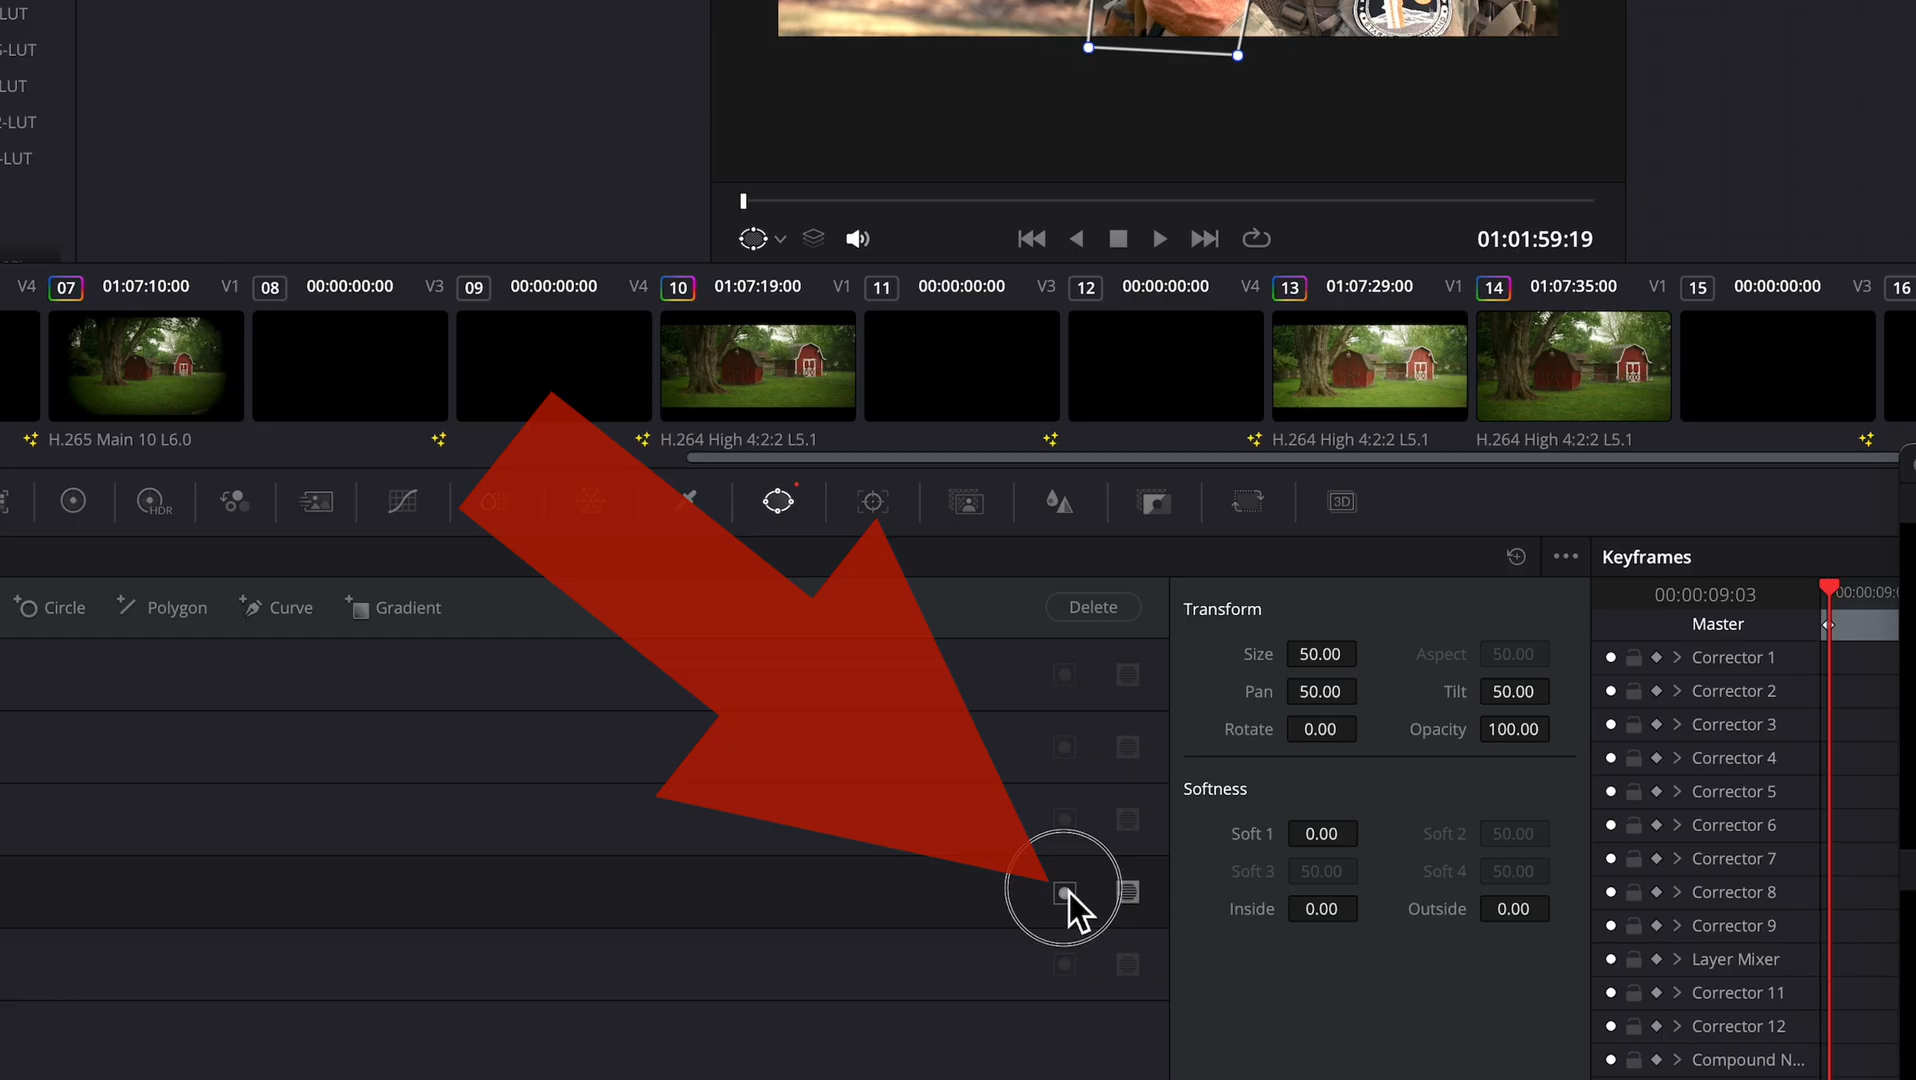 LUT
S-LUT
LUT
2-LUT
-LUT
01:01:59:19
V4 07 01:07:10:00 V1 08 00:00:00:00 V3 09 00:00:00:00 V4 10 01:07:19:00 V1 11 00:00:00:00 V3 12 00:00:00:00 V4 13 01:07:29:00 V1 14 01:07:35:00 V1 15 00:00:00:00 V3 16
H.265 Main 10 L6.0 H.264 High 4:2:2 L5.1 H.264 High 4:2:2 L5.1 H.264 High 4:2:2 L5.1
HDR 3D
Circle Polygon Curve Gradient Delete
Transform
Size 50.00 Aspect 50.00
Pan 50.00 Tilt 50.00
Rotate 0.00 Opacity 100.00
Softness
Soft 1 0.00 Soft 2 50.00
Soft 3 50.00 Soft 4 50.00
Inside 0.00 Outside 0.00
Keyframes
00:00:09:03 00:00:09:0
Master
Corrector 1
Corrector 2
Corrector 3
Corrector 4
Corrector 5
Corrector 6
Corrector 7
Corrector 8
Corrector 9
Layer Mixer
Corrector 11
Corrector 12
Compound N...